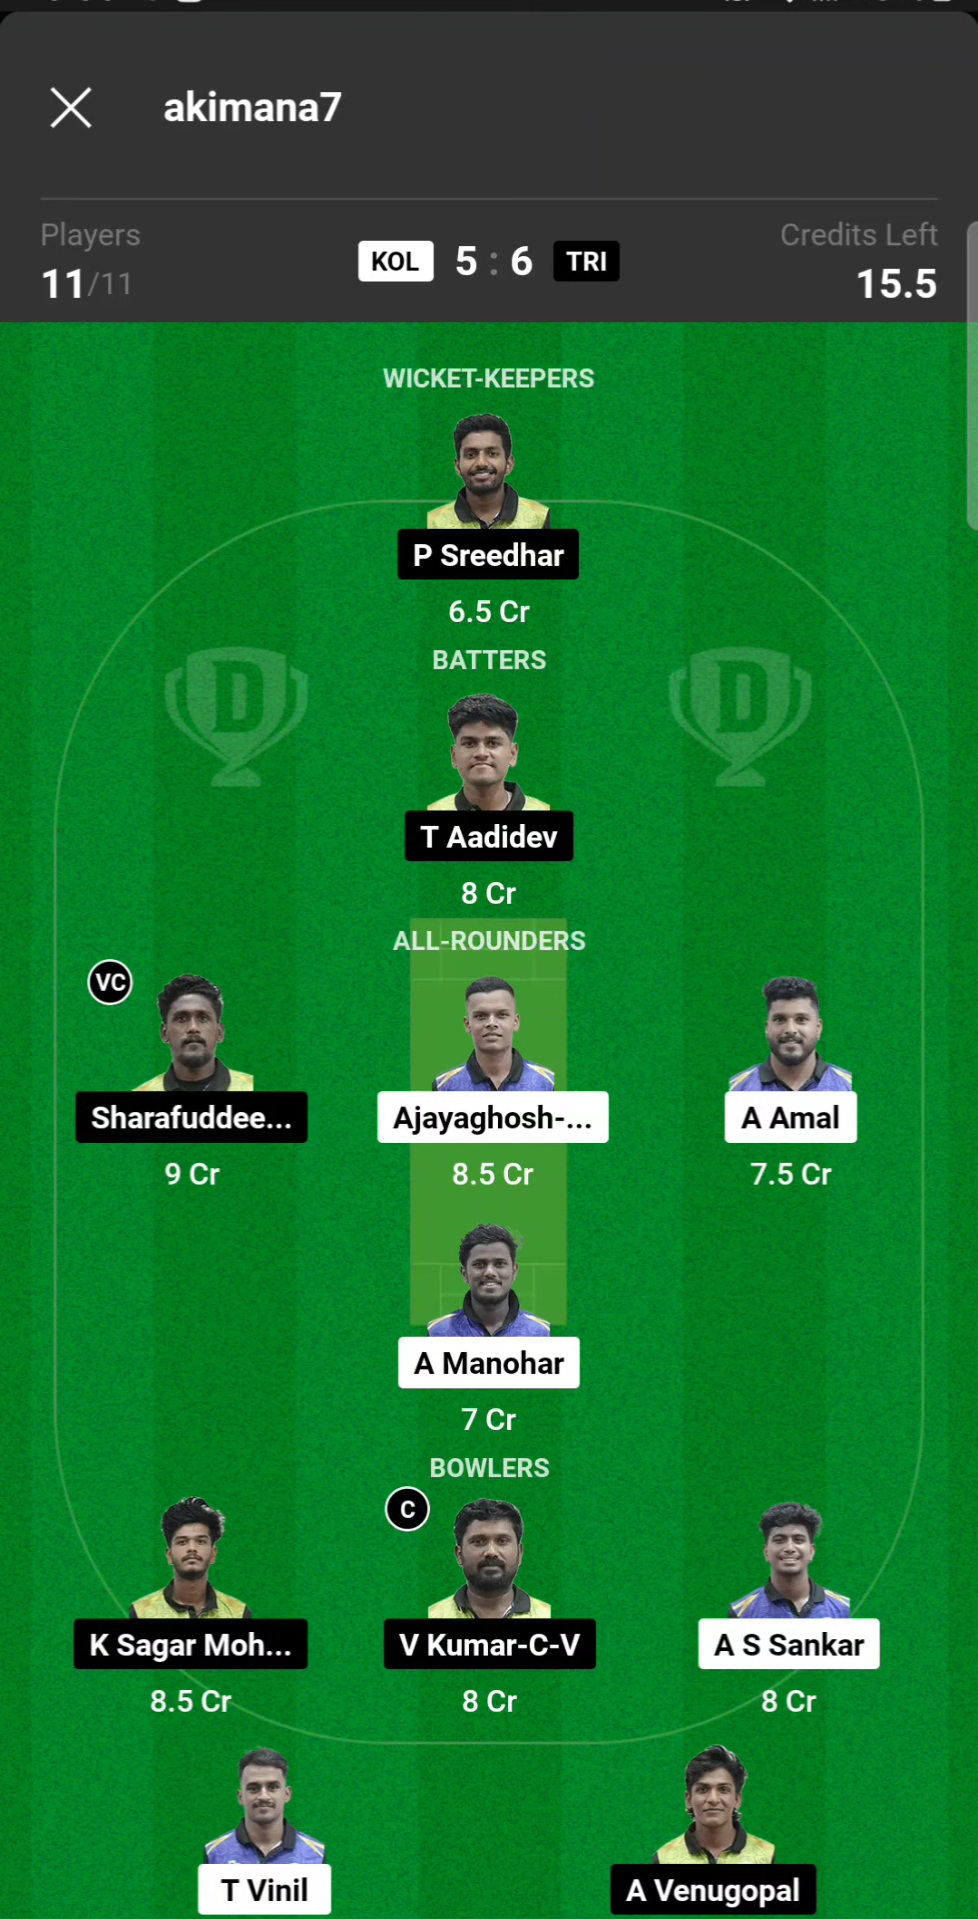 akimana7
Players
Credits Left
11/11
KOL 5 : 6 TRI
15.5
WICKET-KEEPERS
P Sreedhar
6.5 Cr
BATTERS
D
D
T Aadidev
8 Cr
ALL-ROUNDERS
VC
Sharafuddee...
Ajayaghosh-...
A Amal
9 Cr
8.5 Cr
7.5 Cr
A Manohar
7 Cr
BOWLERS
C
K Sagar Moh...
V Kumar-C-V
A S Sankar
8.5 Cr
8 Cr
8 Cr
T Vinil
A Venugopal